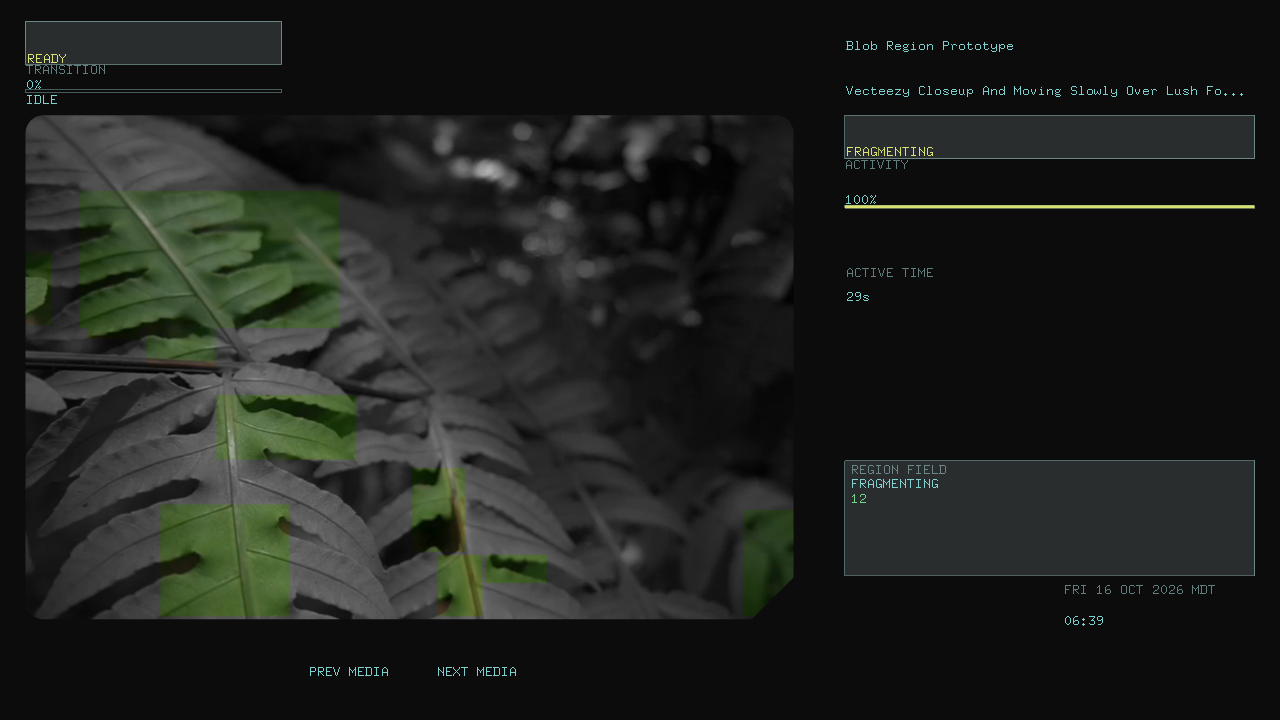 READY
TRANSITION
0%
IDLE
Blob Region Prototype
Vecteezy Closeup And Moving Slowly Over Lush Fo...
FRAGMENTING
ACTIVITY
100%
ACTIVE TIME
29s
REGION FIELD
FRAGMENTING
12
FRI 16 OCT 2026 MDT
06:39
PREV MEDIA
NEXT MEDIA